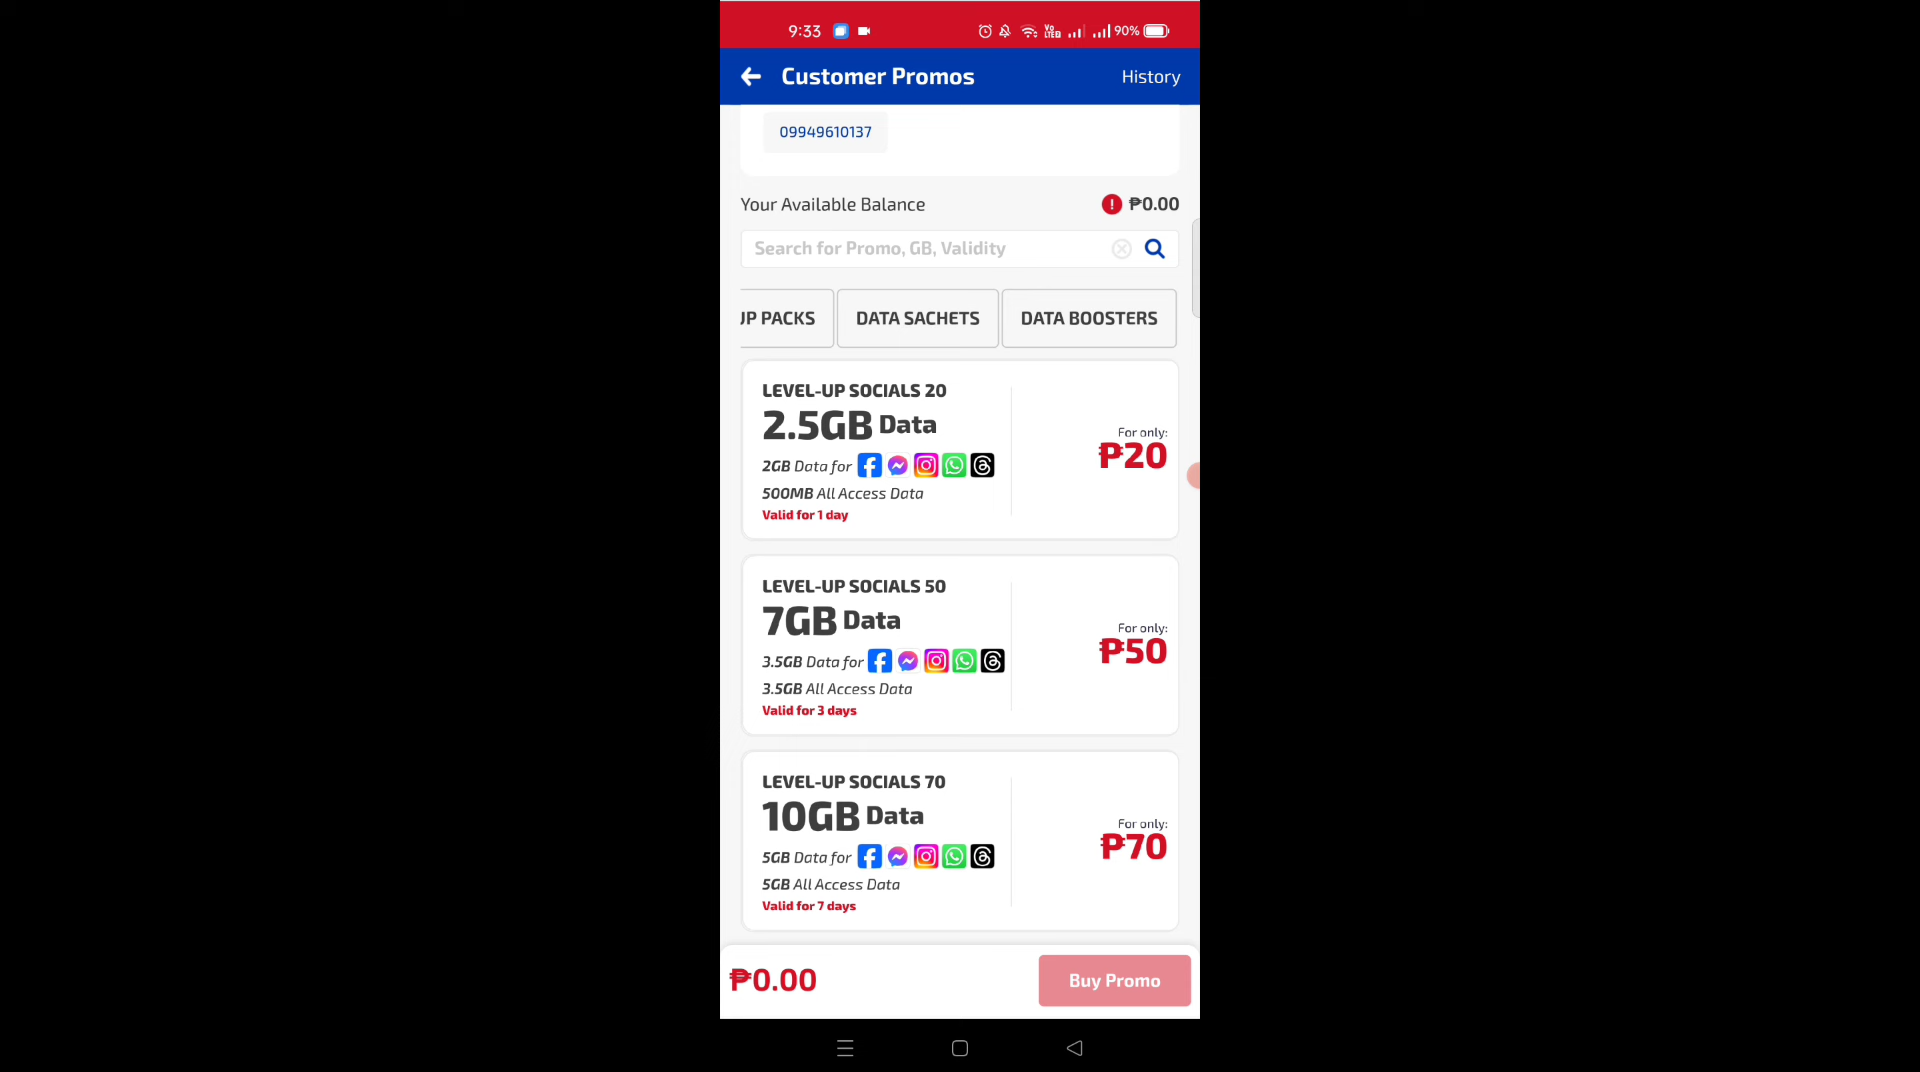 9:33 90%
Customer Promos History
09949610137
Your Available Balance ₱0.00
Search for Promo, GB, Validity
UP PACKS DATA SACHETS DATA BOOSTERS
LEVEL-UP SOCIALS 20
2.5GB Data
For only:
₱20
2GB Data for
500MB All Access Data
Valid for 1 day
LEVEL-UP SOCIALS 50
7GB Data
For only:
₱50
3.5GB Data for
3.5GB All Access Data
Valid for 3 days
LEVEL-UP SOCIALS 70
10GB Data
For only:
₱70
5GB Data for
5GB All Access Data
Valid for 7 days
₱0.00 Buy Promo